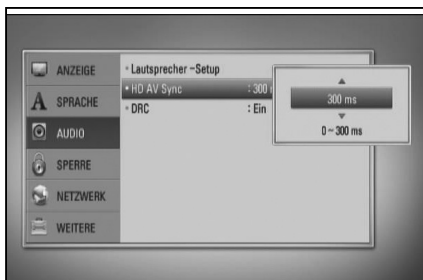 ANZEIGE
SPRACHE
AUDIO
SPERRE
NETZWERK
WEITERE
• Lautsprecher –Setup
• HD AV Sync : 300
• DRC : Ein
300 ms
0 ~ 300 ms